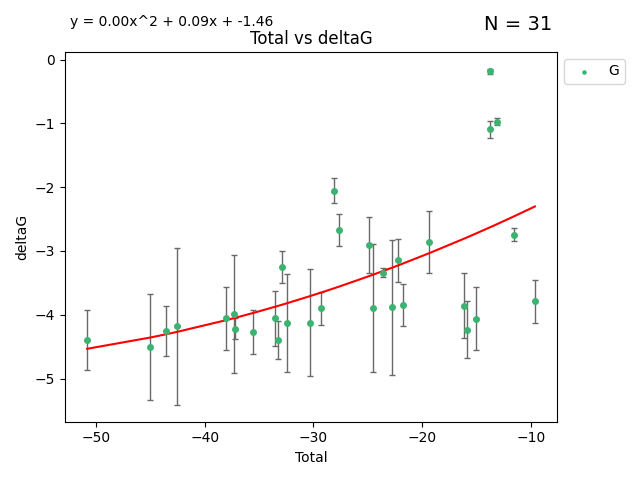 y = 0.00x^2 + 0.09x + -1.46
N = 31
Total vs deltaG
G
deltaG
0
−1
−2
−3
−4
−5
−50 −40 −30 −20 −10
Total